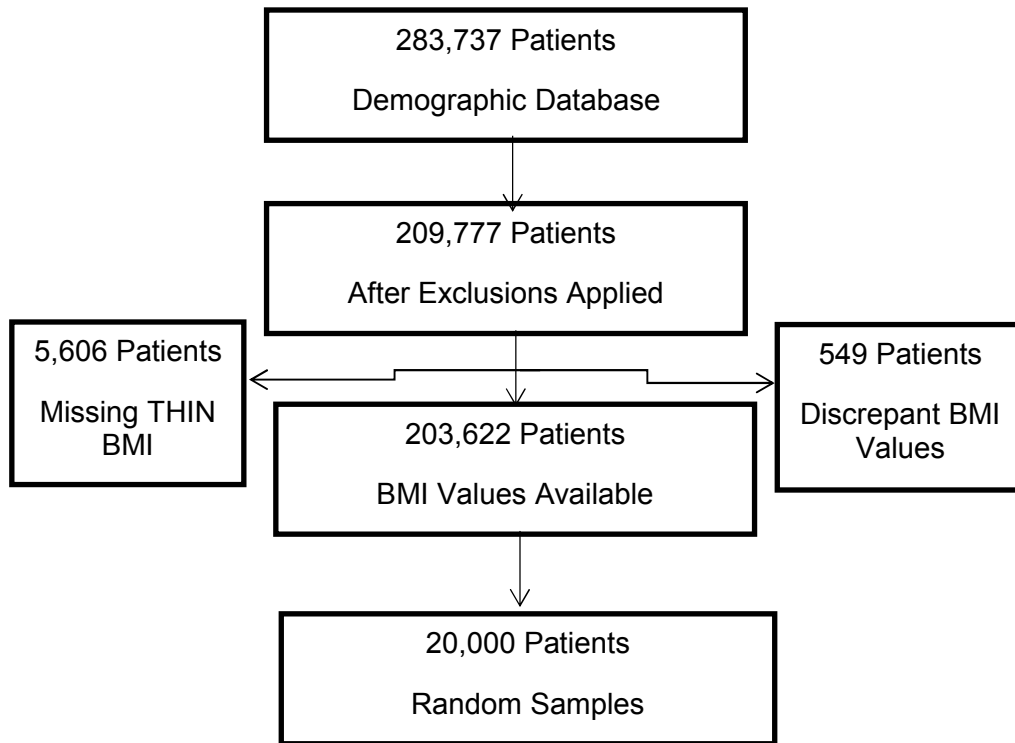 283,737 Patients
Demographic Database
209,777 Patients
After Exclusions Applied
5,606 Patients
Missing THIN
BMI
549 Patients
Discrepant BMI
Values
203,622 Patients
BMI Values Available
20,000 Patients
Random Samples